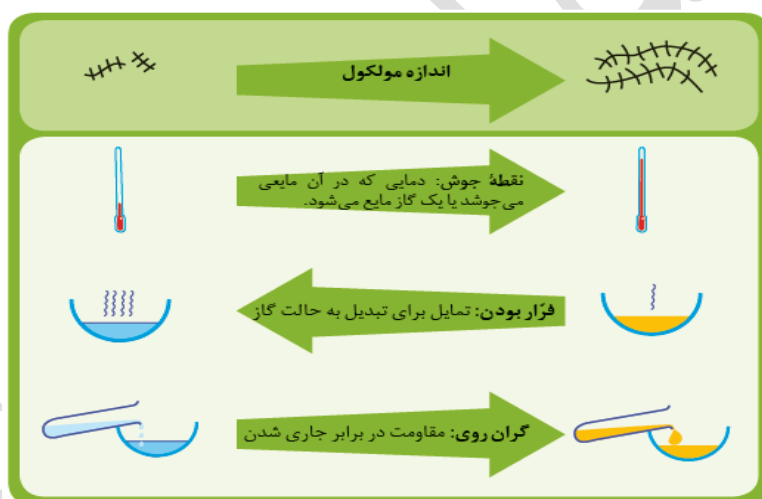 اندازه مولکول
نقطهٔ جوش: دمایی که در آن مایعی
می‌جوشد یا یک گاز مایع می‌شود.
فرّار بودن: تمایل برای تبدیل به حالت گاز
گران روی: مقاومت در برابر جاری شدن